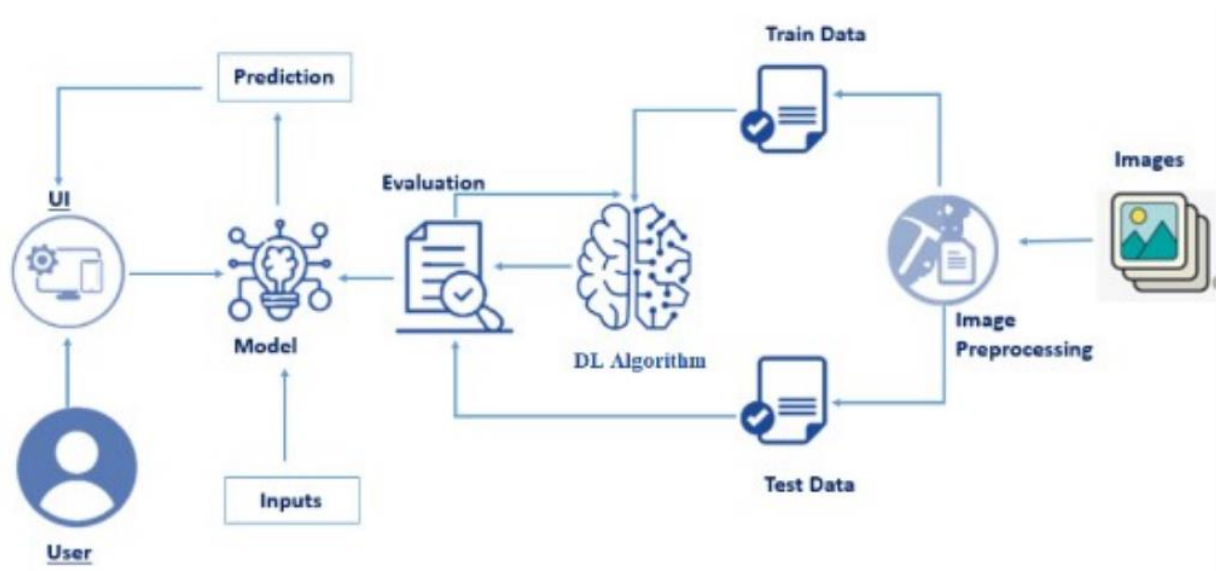 Train Data
Prediction
Images
Evaluation
UI
Image
Preprocessing
Model
DL Algorithm
Test Data
Inputs
User